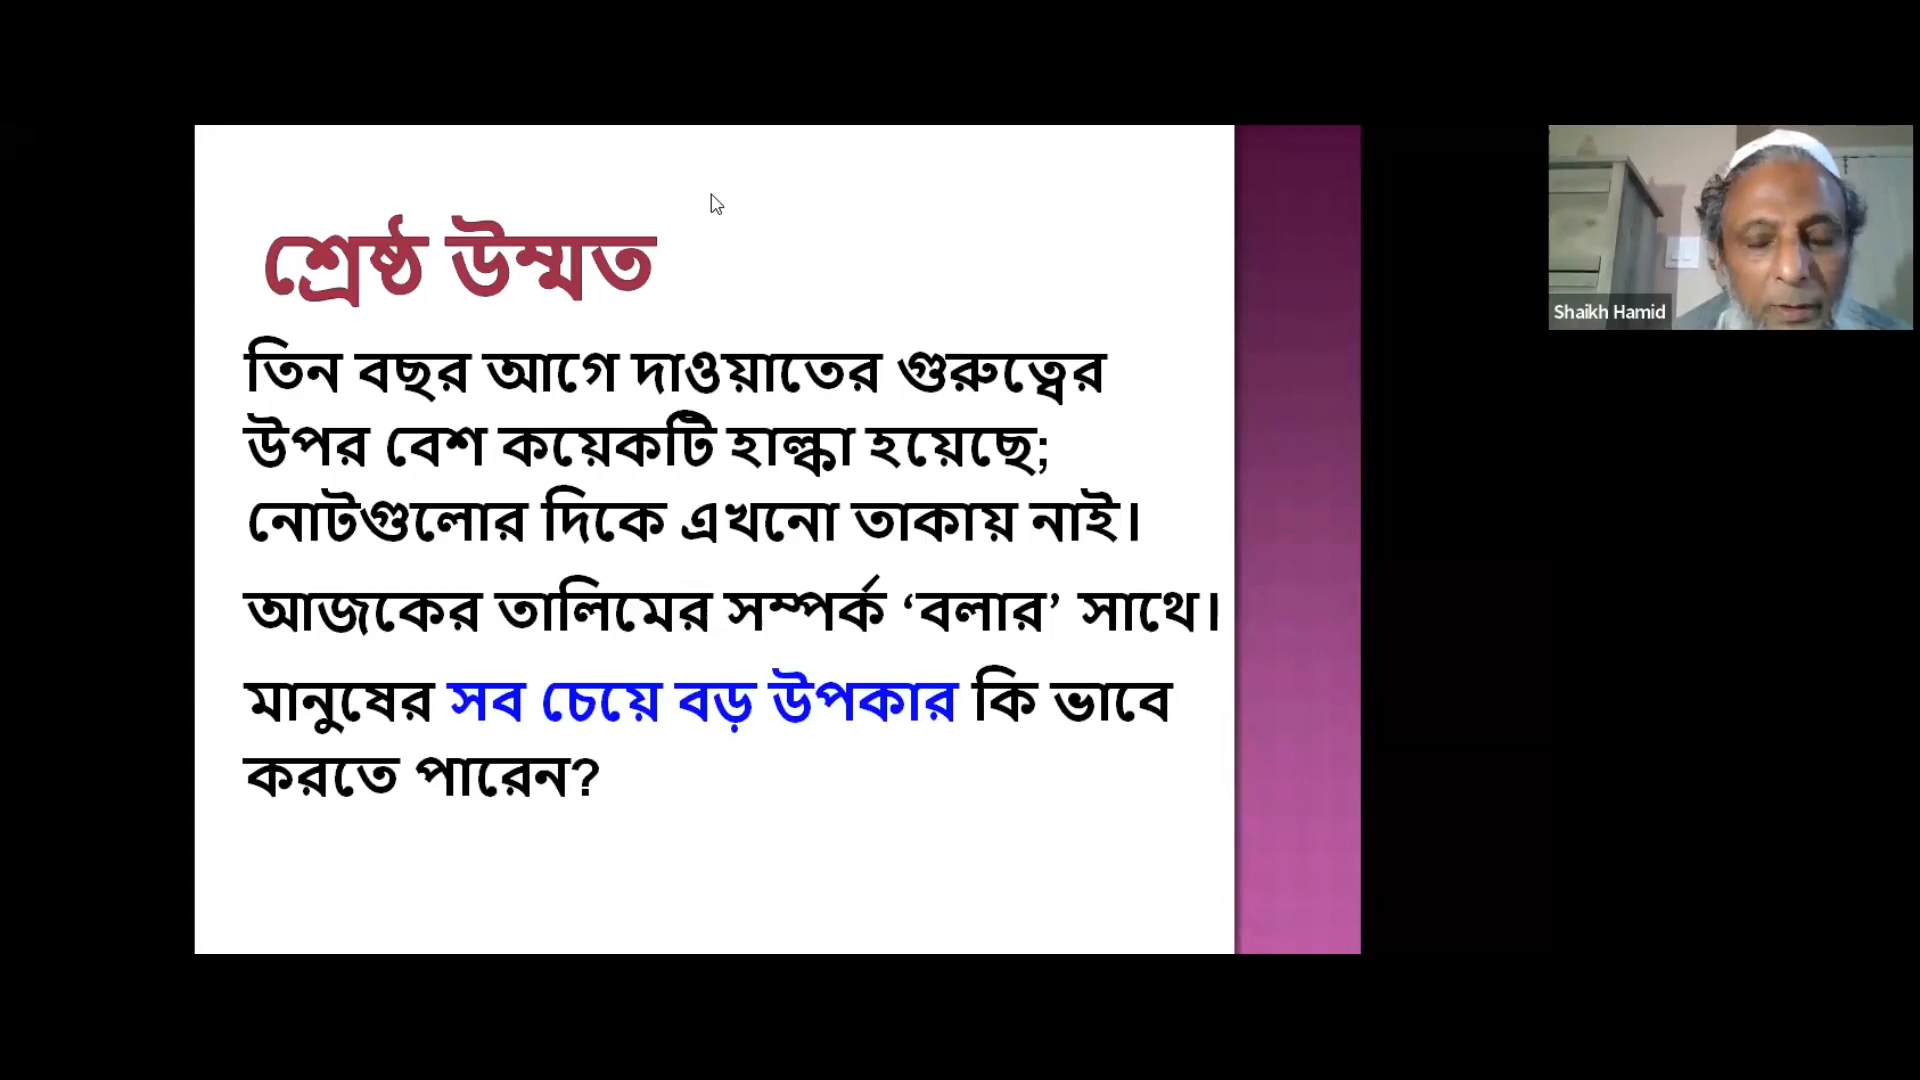 শ্রেষ্ঠ উম্মত
তিন বছর আগে দাওয়াতের গুরুত্বের
উপর বেশ কয়েকটি হাল্কা হয়েছে;
নোটগুলোর দিকে এখনো তাকায় নাই।
আজকের তালিমের সম্পর্ক ‘বলার’ সাথে।
মানুষের সব চেয়ে বড় উপকার কি ভাবে
করতে পারেন?
Shaikh Hamid